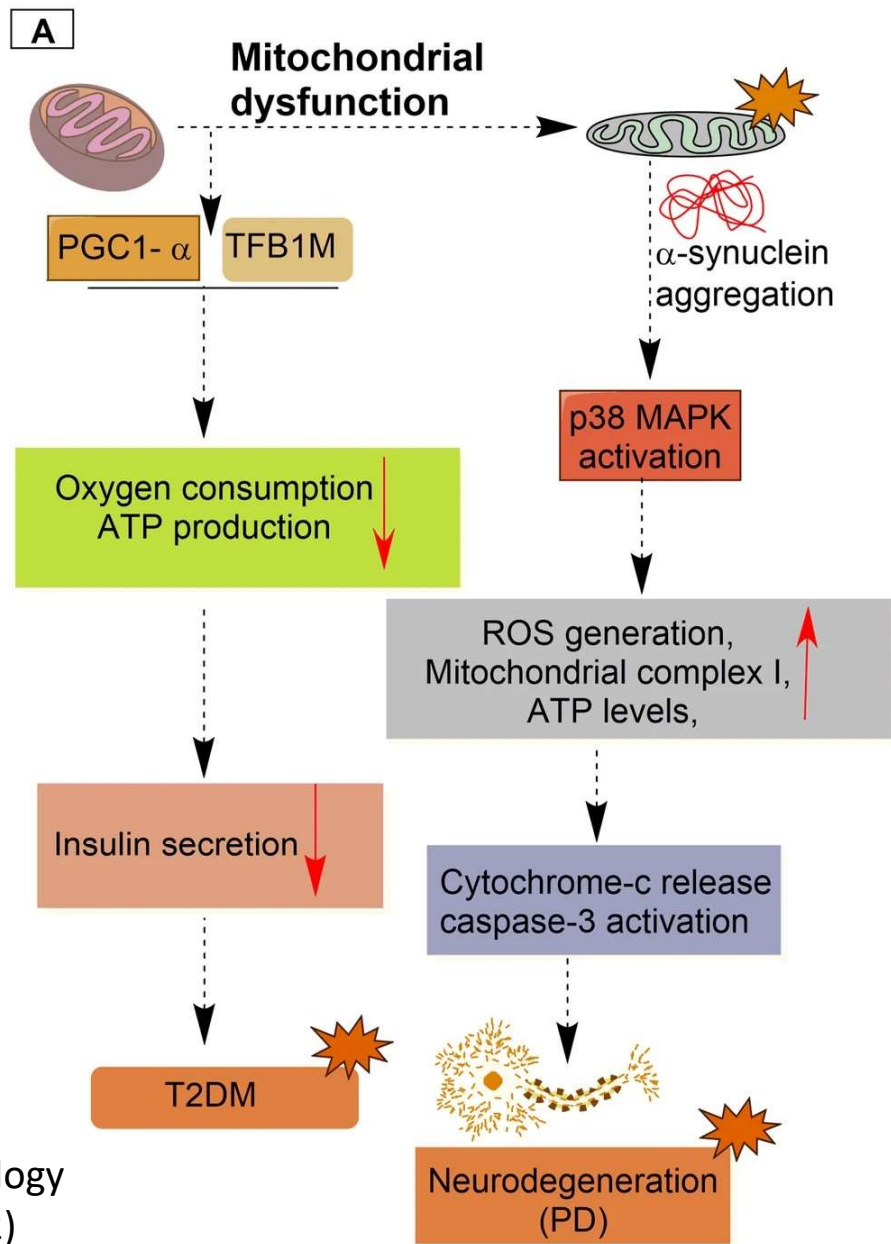 A
Mitochondrial
dysfunction
PGC1- α
TFB1M
α-synuclein
aggregation
p38 MAPK
activation
Oxygen consumption
ATP production
ROS generation,
Mitochondrial complex I,
ATP levels,
Insulin secretion
Cytochrome-c release
caspase-3 activation
T2DM
Neurodegeneration
(PD)